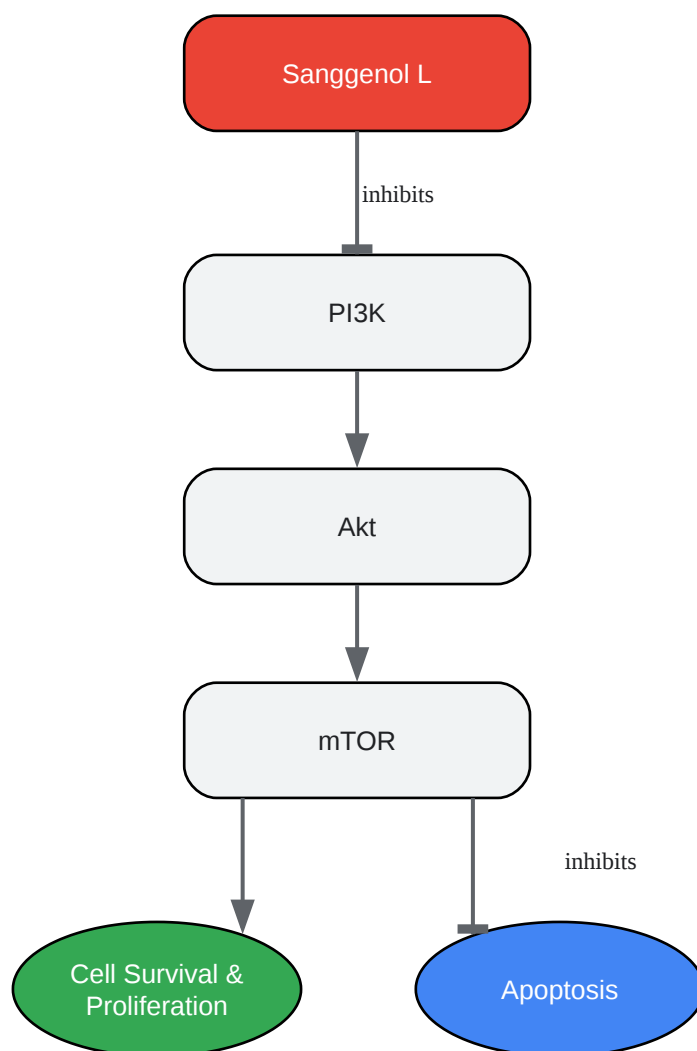 Sanggenol L
inhibits
PI3K
Akt
mTOR
inhibits
Cell Survival &
Proliferation
Apoptosis